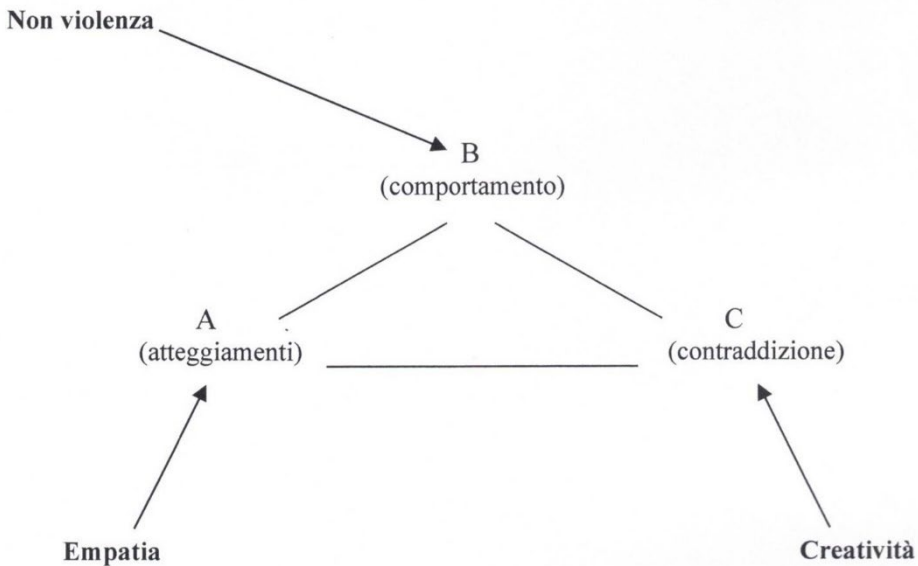 Non violenza
B
(comportamento)
A
(atteggiamenti)
C
(contraddizione)
Empatia
Creatività